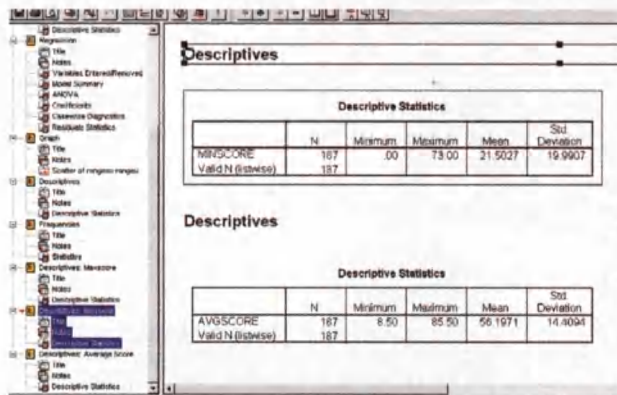 Descriptive Statistics
Regression
Title
Notes
Variables Entered/Removed
Model Summary
ANOVA
Coefficients
Casewise Diagnostics
Residuals Statistics
Graph
Title
Notes
Scatter of
Descriptives
Title
Notes
Descriptive Statistics
Frequencies
Title
Notes
Statistics
Descriptives: Maxscore
Title
Notes
Descriptive Statistics
Title
Notes
Descriptive Statistics
Descriptives: Average Score
Title
Notes
Descriptive Statistics
Descriptives
Descriptive Statistics
N Minimum Maximum Mean Std. Deviation
MINSCORE 187 .00 73.00 21.5027 19.9907
Valid N (listwise) 187
Descriptives
Descriptive Statistics
N Minimum Maximum Mean Std. Deviation
AVGSCORE 187 8.50 85.50 56.1971 14.4094
Valid N (listwise) 187